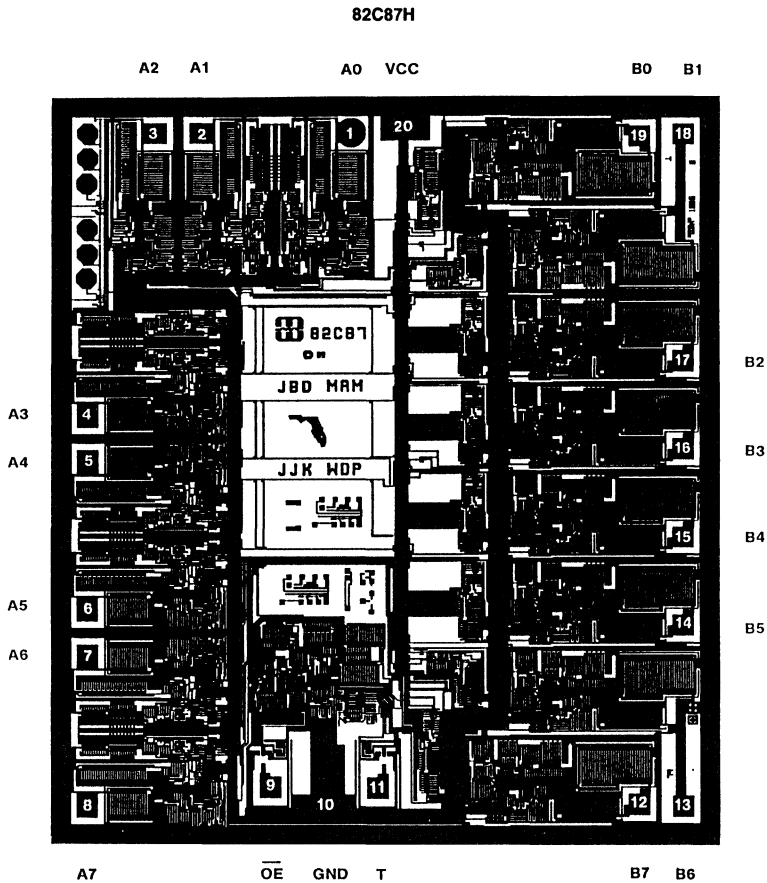 82C87H
A2 A1 A0 VCC B0 B1
3 2 1 20 19 18
82C87
17 B2
JBD MRM
A3 4
16 B3
A4 5
JJK WDP
15 B4
A5 6
14 B5
A6 7
9 11
8 10 12 13
A7 OE GND T B7 B6